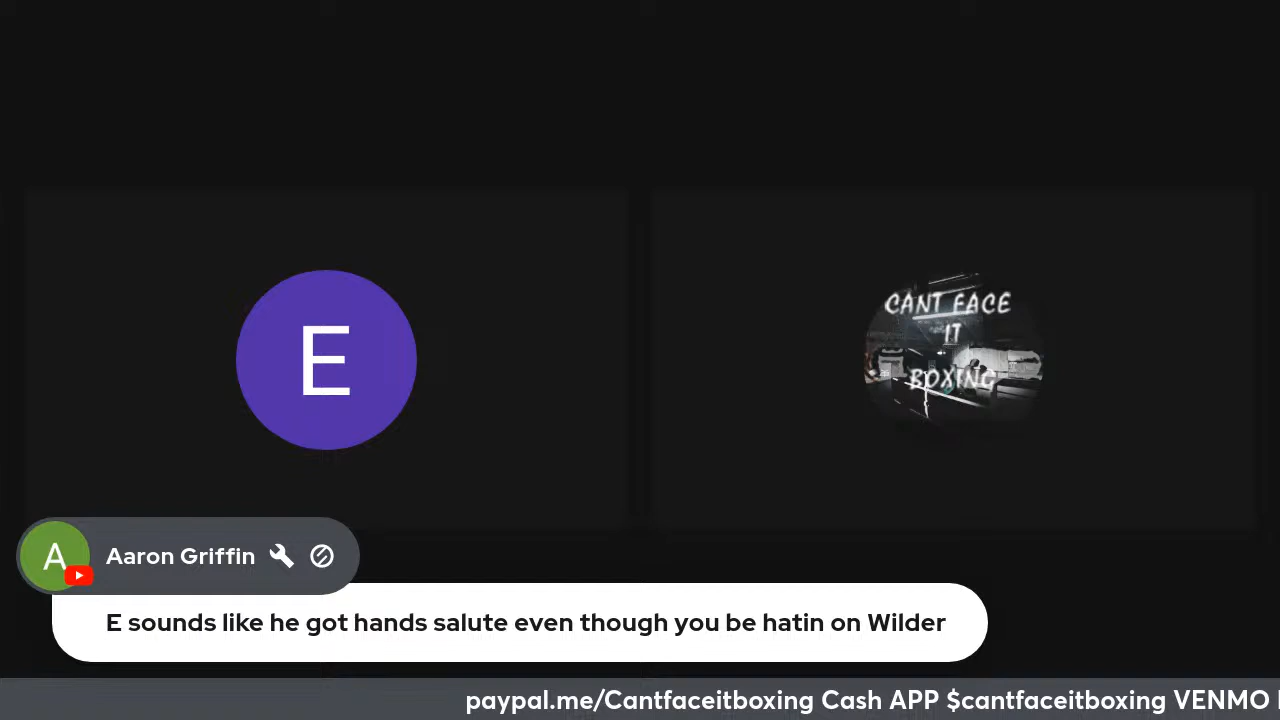 E
CANT FACE
IT
BOXING
A
Aaron Griffin
E sounds like he got hands salute even though you be hatin on Wilder
paypal.me/Cantfaceitboxing Cash APP $cantfaceitboxing VENMO